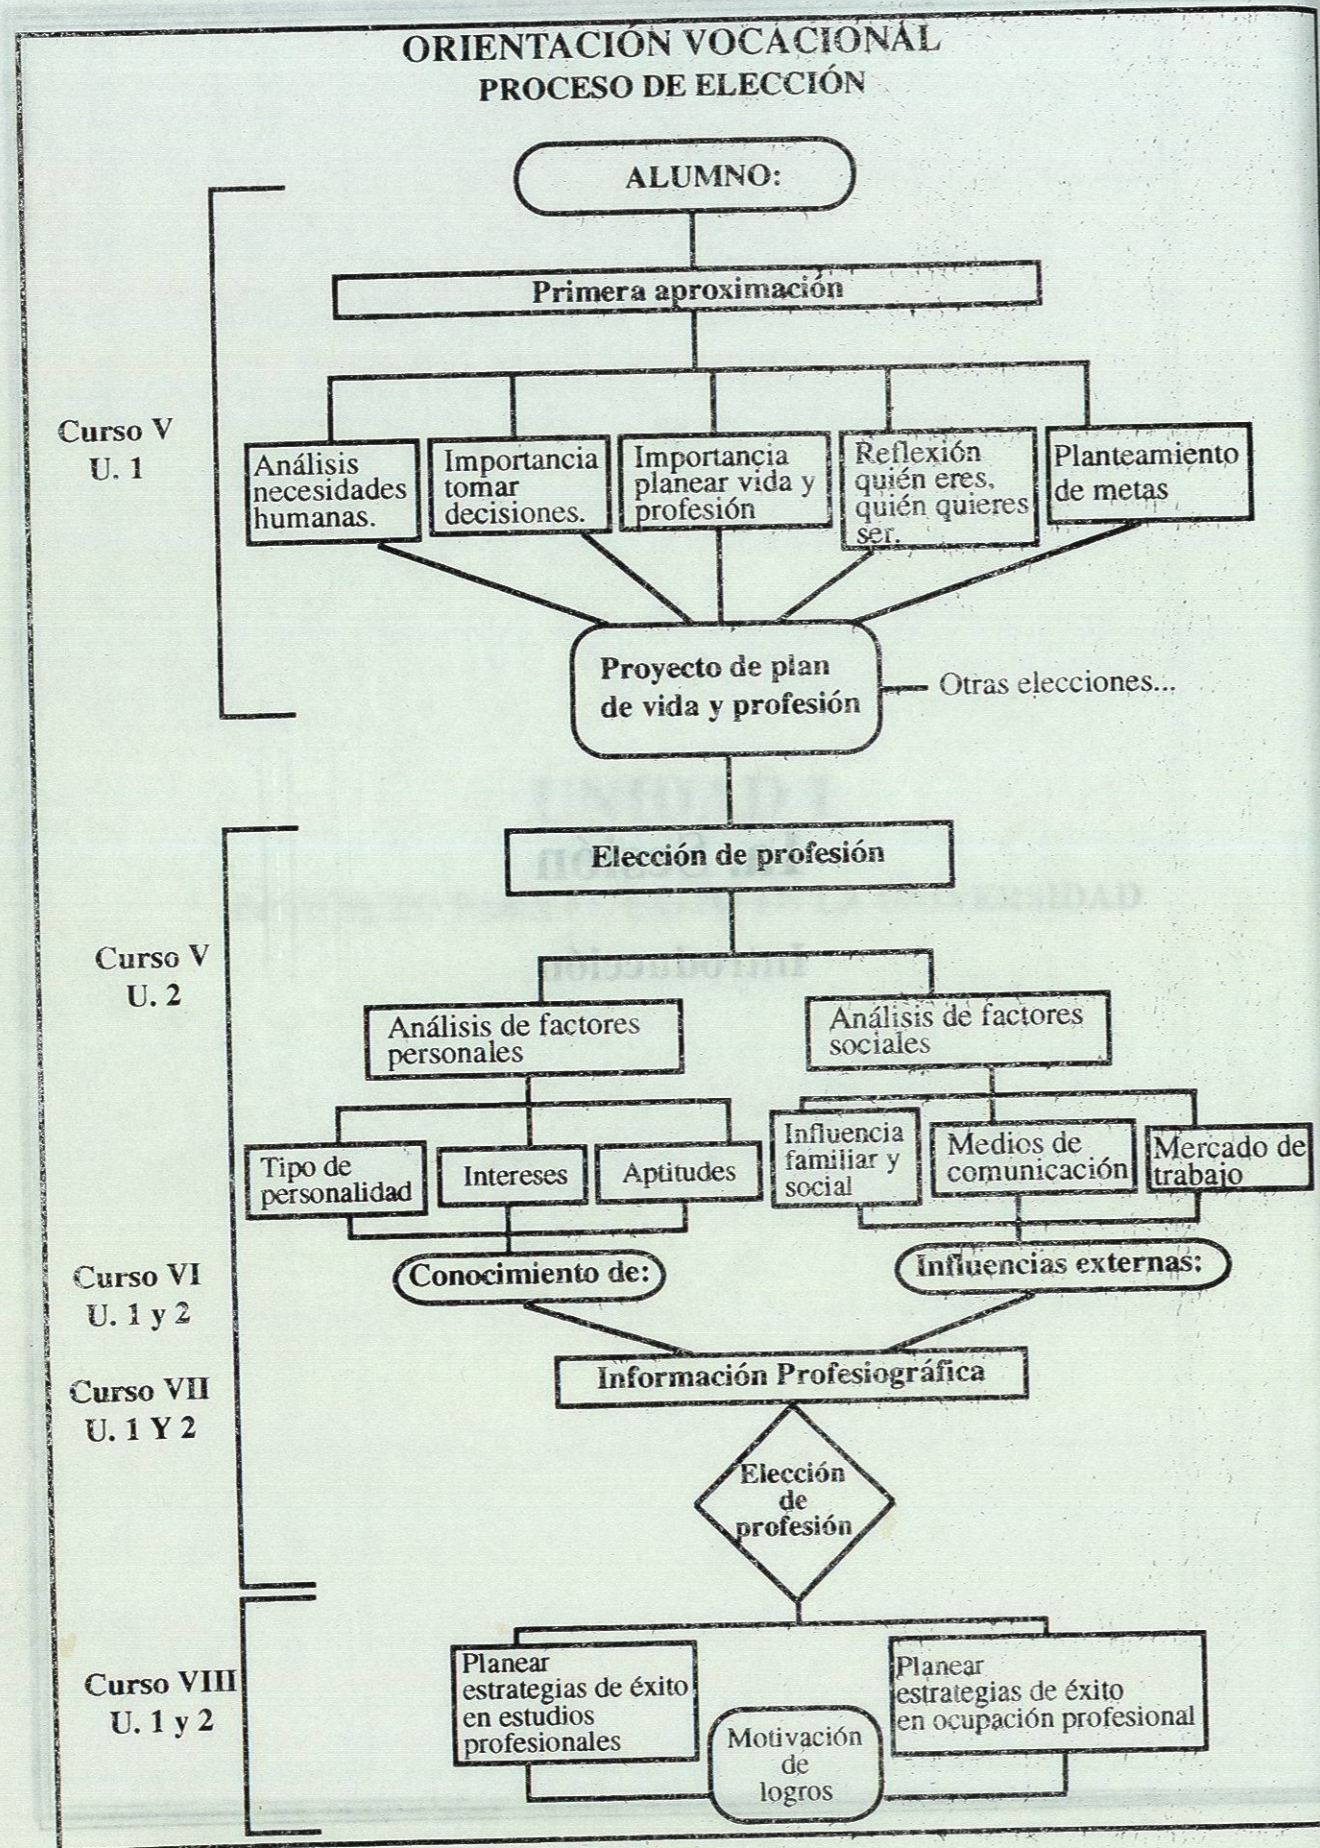 ORIENTACIÓN VOCACIONAL
PROCESO DE ELECCIÓN
ALUMNO:
Primera aproximación
Curso V
U. 1
Análisis
necesidades
humanas.
Importancia
tomar
decisiones.
Importancia
planear vida y
profesión
Reflexión
quién eres,
quién quieres
ser.
Planteamiento
de metas
Proyecto de plan
de vida y profesión
Otras elecciones...
Elección de profesión
Curso V
U. 2
Análisis de factores
personales
Análisis de factores
sociales
Tipo de
personalidad
Intereses
Aptitudes
Influencia
familiar y
social
Medios de
comunicación
Mercado de
trabajo
Curso VI
U. 1 y 2
Conocimiento de:
Influencias externas:
Curso VII
U. 1 Y 2
Información Profesiográfica
Elección
de
profesión
Curso VIII
U. 1 y 2
Planear
estrategias de éxito
en estudios
profesionales
Motivación
de
logros
Planear
estrategias de éxito
en ocupación profesional